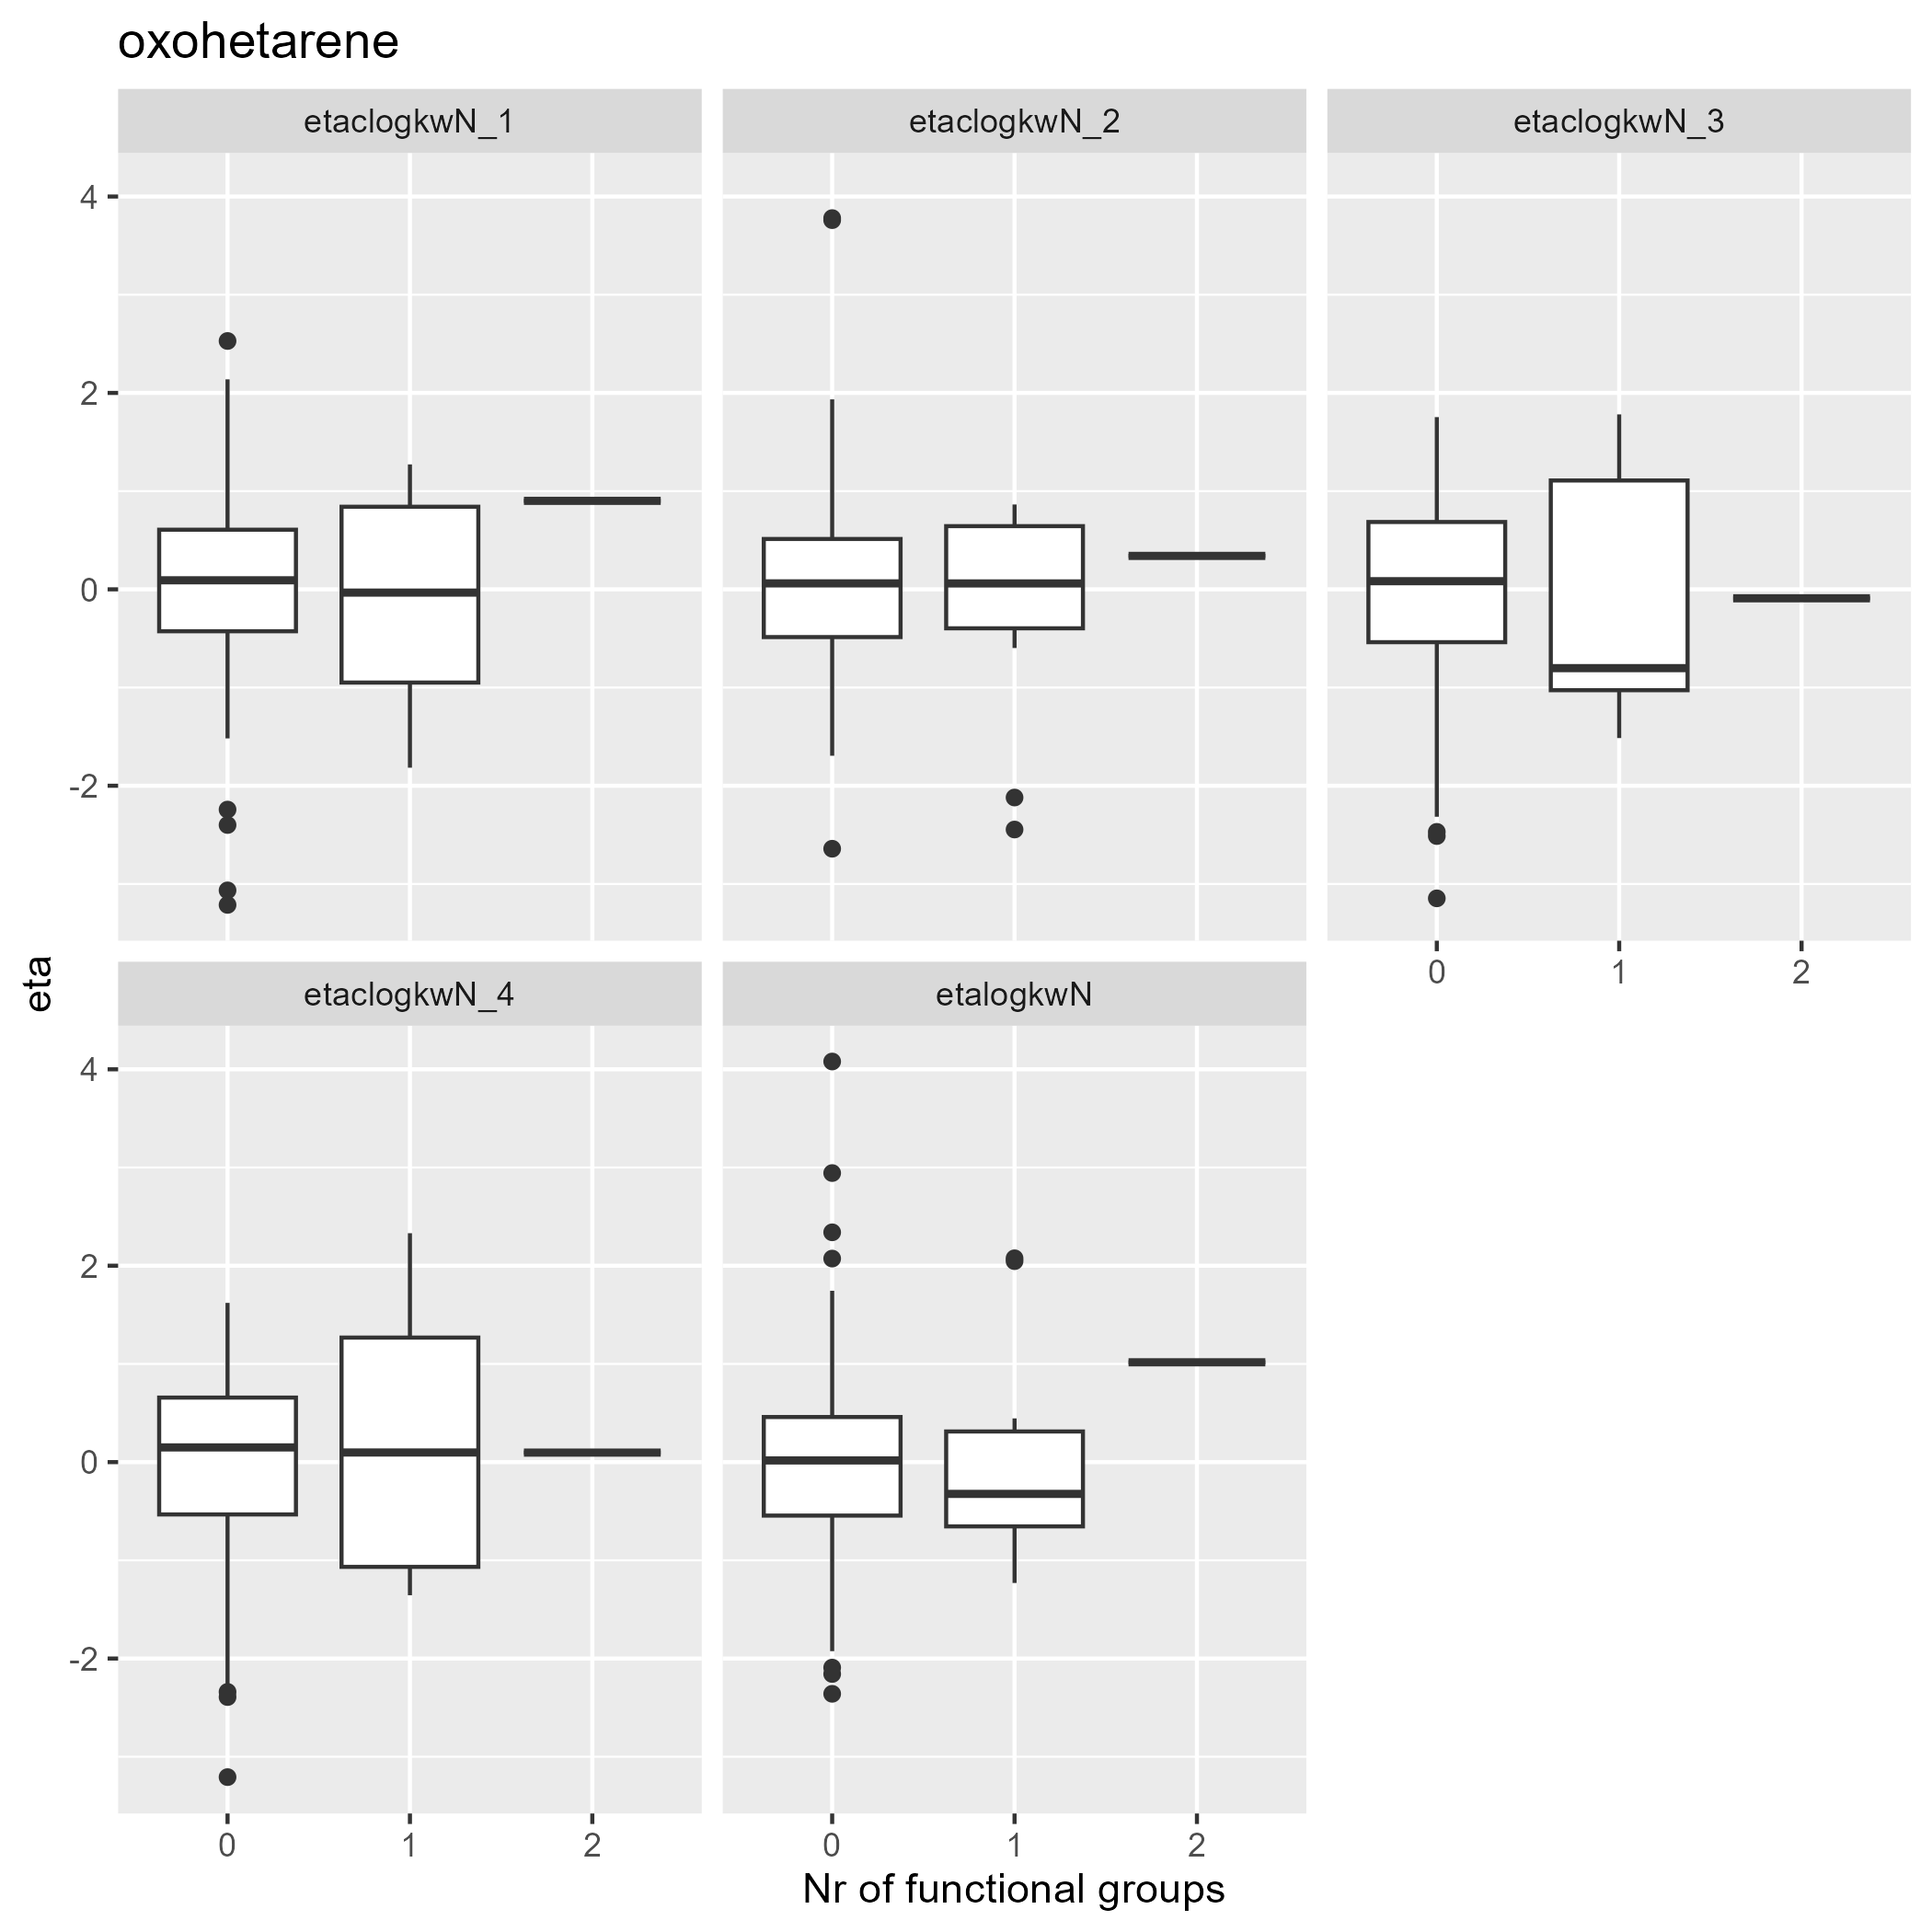 oxohetarene
etaclogkwN_1
etaclogkwN_2
etaclogkwN_3
4
2
0
-2
0 1 2
eta
etaclogkwN_4
etalogkwN
4
2
0
-2
0 1 2
0 1 2
Nr of functional groups